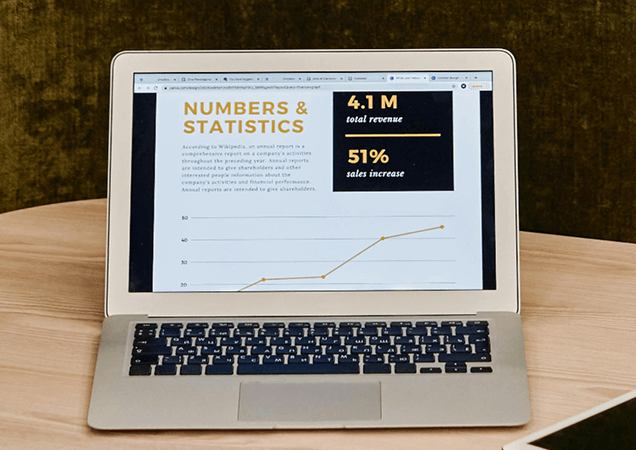 NUMBERS &
STATISTICS
According to Wikipedia, an annual report is a
comprehensive report on a company's activities
throughout the preceding year. Annual reports
are intended to give shareholders and other
interested people information about the
company's activities and financial performance.
Annual reports are intended to give shareholders.
4.1 M
total revenue
51%
sales increase
50
40
30
20